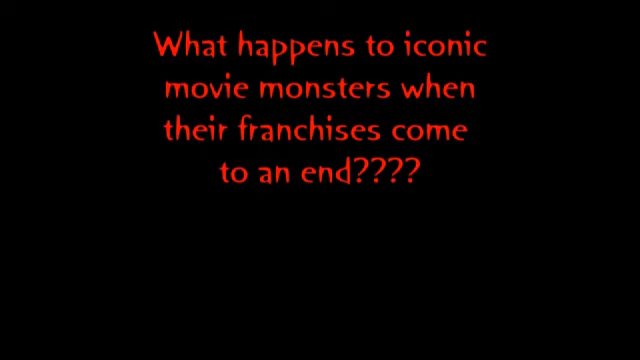 What happens to iconic
movie monsters when
their franchises come
to an end????